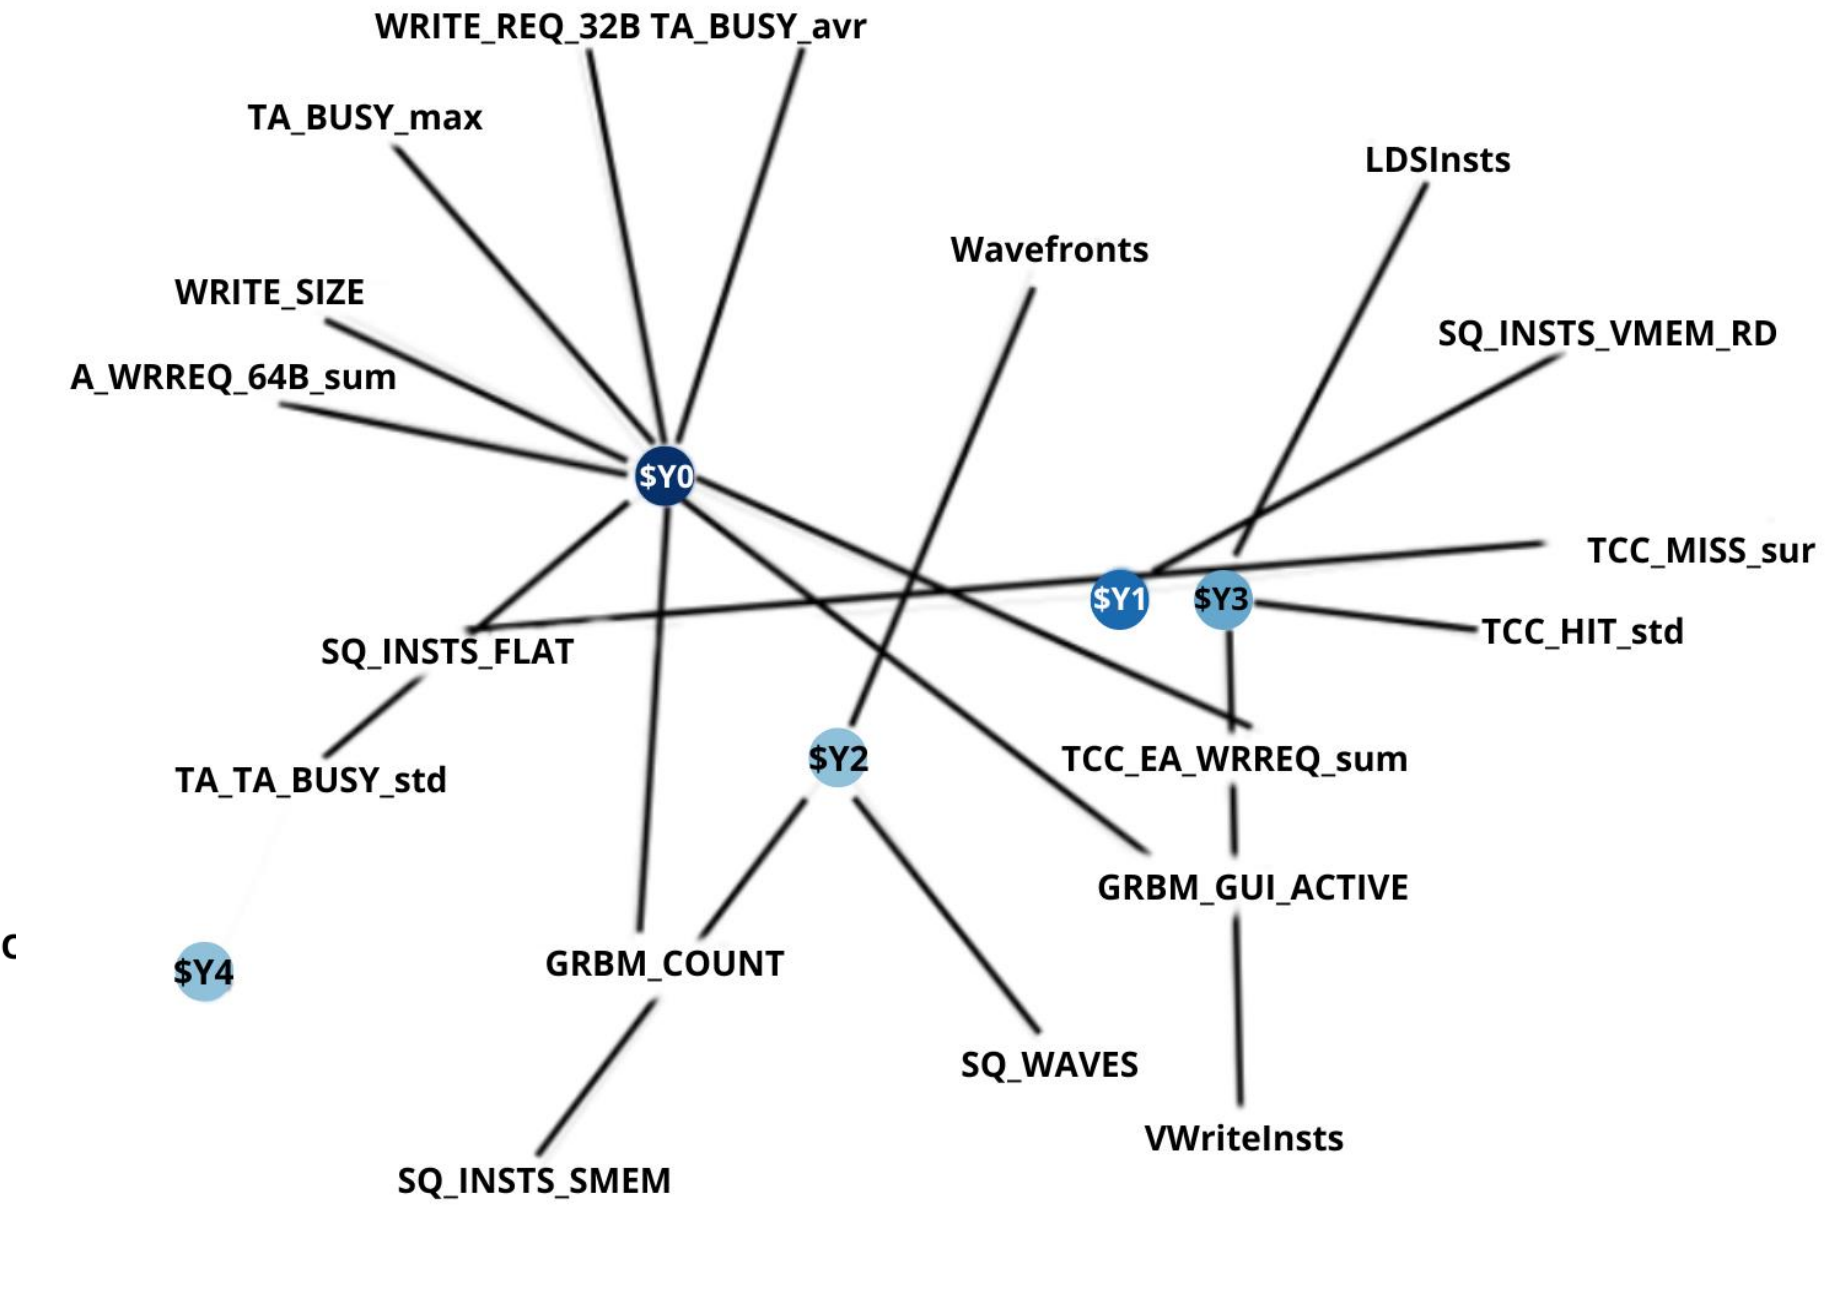 WRITE_REQ_32B TA_BUSY_avr
TA_BUSY_max
LDSInsts
Wavefronts
WRITE_SIZE
SQ_INSTS_VMEM_RD
A_WRREQ_64B_sum
$Y0
TCC_MISS_sur
$Y1
$Y3
TCC_HIT_std
SQ_INSTS_FLAT
$Y2
TCC_EA_WRREQ_sum
TA_TA_BUSY_std
GRBM_GUI_ACTIVE
$Y4
GRBM_COUNT
SQ_WAVES
VWriteInsts
SQ_INSTS_SMEM